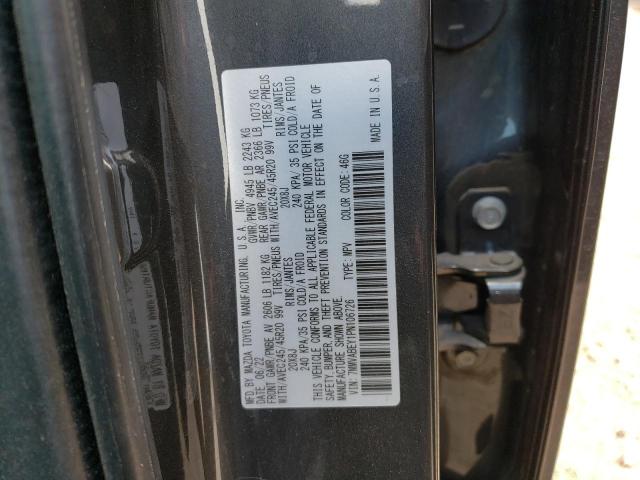 MFD. BY MAZDA TOYOTA MANUFACTURING, U.S.A., INC.
DATE: 06/22 GVWR/PNBV 4945 LB 2243 KG
FRONT GAWR/PNBE AV 2606 LB 1182 KG REAR GAWR/PNBE AR 2366 LB 1073 KG
WITH/AVEC245/45R20 99V TIRES/PNEUS WITH/AVEC245/45R20 99V TIRES/PNEUS
20X8J RIMS/JANTES 20X8J RIMS/JANTES
240 KPA/35 PSI COLD/A FROID 240 KPA/35 PSI COLD/A FROID
THIS VEHICLE CONFORMS TO ALL APPLICABLE FEDERAL MOTOR VEHICLE
SAFETY, BUMPER, AND THEFT PREVENTION STANDARDS IN EFFECT ON THE DATE OF
MANUFACTURE SHOWN ABOVE.
VIN: 7MMVABEY1PN106726 TYPE: MPV COLOR CODE: 46G MADE IN U.S.A.